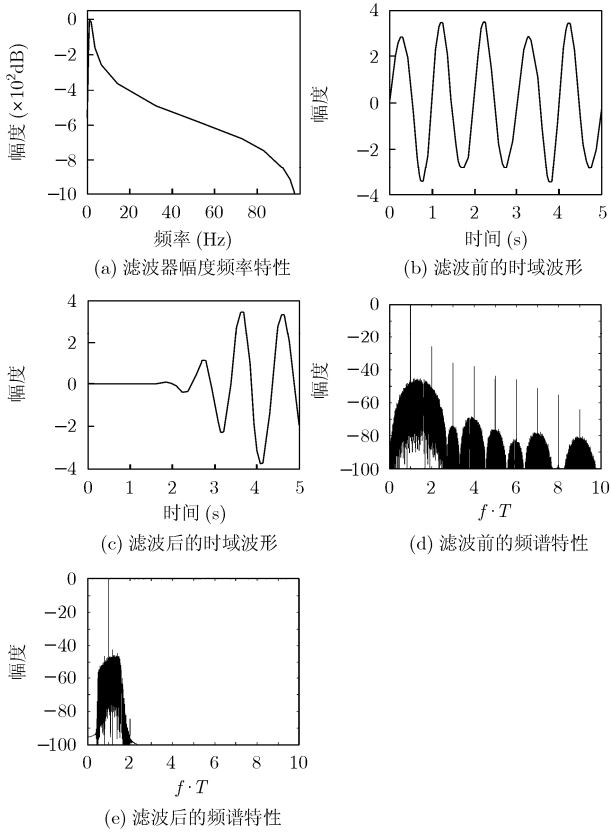 0
−2
−4
−6
−8
−10
幅度 (×10²dB)
0 20 40 60 80
频率 (Hz)
(a) 滤波器幅度频率特性
4
2
0
−2
−4
幅度
0 1 2 3 4 5
时间 (s)
(b) 滤波前的时域波形
4
2
0
−2
−4
幅度
0 1 2 3 4 5
时间 (s)
(c) 滤波后的时域波形
0
−20
−40
−60
−80
−100
幅度
0 2 4 6 8 10
f·T
(d) 滤波前的频谱特性
0
−20
−40
−60
−80
−100
幅度
0 2 4 6 8 10
f·T
(e) 滤波后的频谱特性